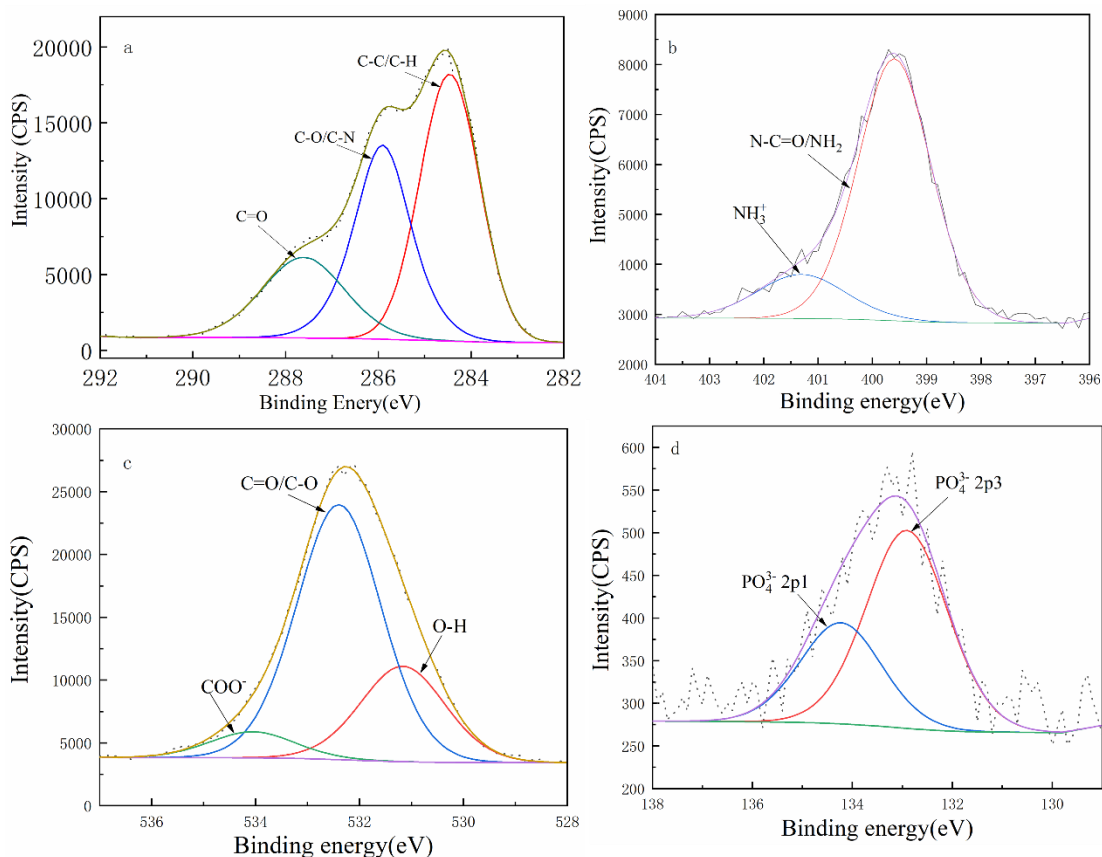 a
20000
15000
10000
5000
0
Intensity (CPS)
C-C/C-H
C-O/C-N
C=O
292 290 288 286 284 282
Binding Enery(eV)
b
9000
8000
7000
6000
5000
4000
3000
2000
Intensity(CPS)
N-C=O/NH₂
NH₃⁺
404 403 402 401 400 399 398 397 396
Binding energy(eV)
c
30000
25000
20000
15000
10000
5000
0
Intensity(CPS)
C=O/C-O
O-H
COO⁻
536 534 532 530 528
Binding energy(eV)
d
600
550
500
450
400
350
300
250
200
Intensity(CPS)
PO₄³⁻ 2p3
PO₄³⁻ 2p1
138 136 134 132 130
Binding energy(eV)